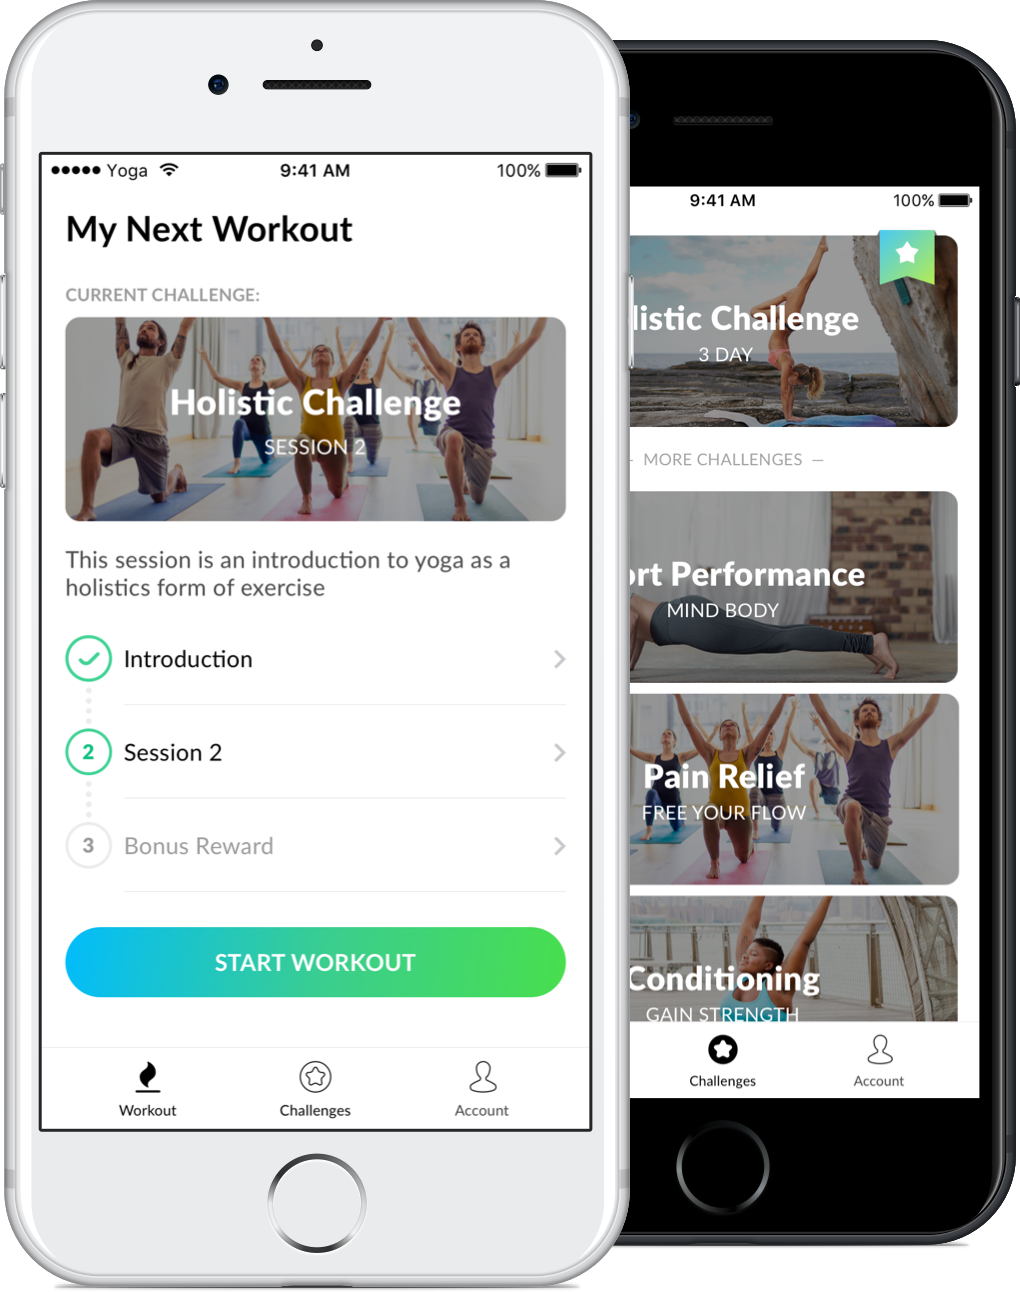 Yoga 9:41 AM 100%
My Next Workout
CURRENT CHALLENGE:
Holistic Challenge
SESSION 2
This session is an introduction to yoga as a
holistics form of exercise
Introduction
2 Session 2
3 Bonus Reward
START WORKOUT
Workout Challenges Account
9:41 AM 100%
listic Challenge
3 DAY
— MORE CHALLENGES —
ort Performance
MIND BODY
Pain Relief
FREE YOUR FLOW
Conditioning
GAIN STRENGTH
Challenges Account